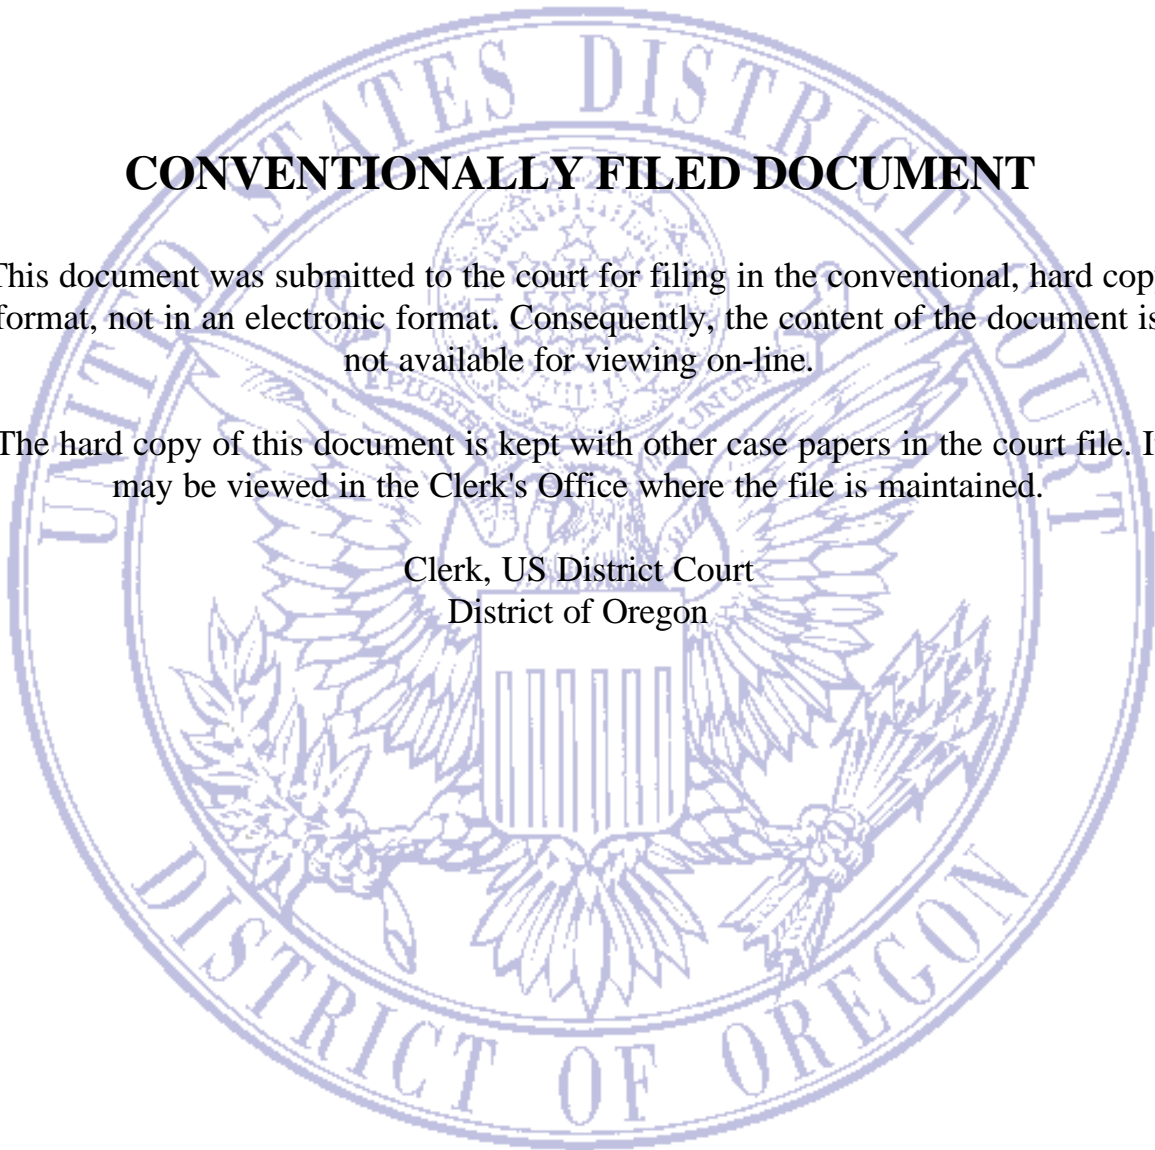 UNITED STATES DISTRICT COURT
CONVENTIONALLY FILED DOCUMENT
This document was submitted to the court for filing in the conventional, hard cop
format, not in an electronic format. Consequently, the content of the document is
not available for viewing on-line.
UNUM
The hard copy of this document is kept with other case papers in the court file. I
may be viewed in the Clerk's Office where the file is maintained.
Clerk, US District Court
District of Oregon
DISTRICT OF OREGON